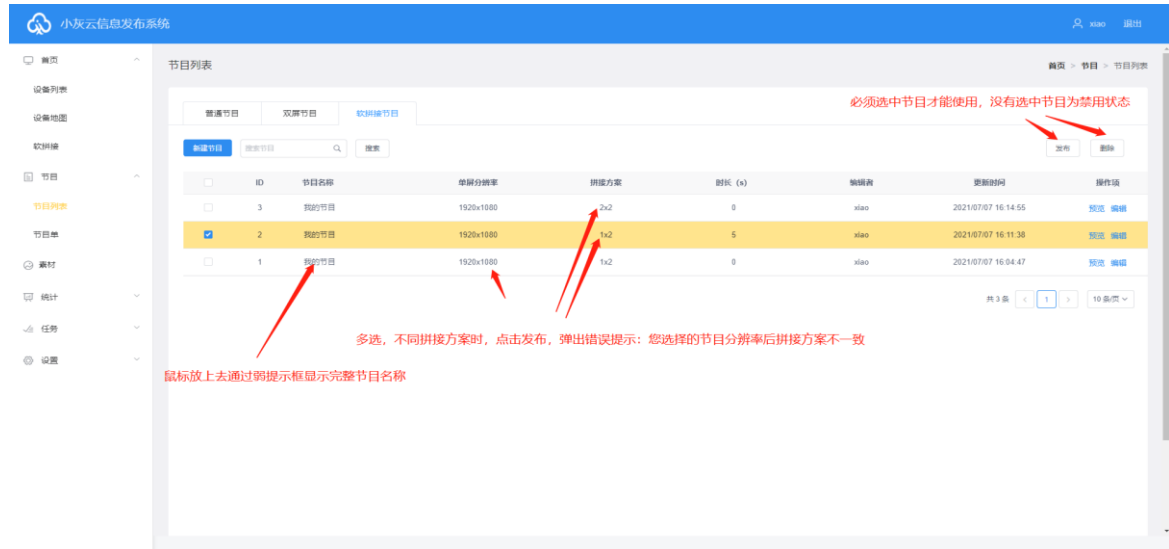 小灰云信息发布系统
xiao 退出
首页
设备列表
设备地图
软拼接
节目
节目列表
节目单
素材
统计
任务
设置
节目列表
首页 > 节目 > 节目列表
普通节目 双屏节目 软拼接节目
必须选中节目才能使用，没有选中节目为禁用状态
新建节目 搜索节目 搜索 发布 删除
ID 节目名称 单屏分辨率 拼接方案 时长（s） 编辑者 更新时间 操作项
3 我的节目 1920x1080 2x2 0 xiao 2021/07/07 16:14:55 预览 编辑
2 我的节目 1920x1080 1x2 5 xiao 2021/07/07 16:11:38 预览 编辑
1 我的节目 1920x1080 1x2 0 xiao 2021/07/07 16:04:47 预览 编辑
共 3 条 < 1 > 10 条/页
多选，不同拼接方案时，点击发布，弹出错误提示：您选择的节目分辨率后拼接方案不一致
鼠标放上去通过弱提示框显示完整节目名称